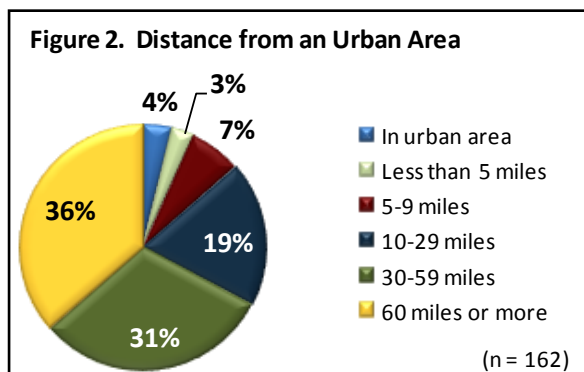 Figure 2.  Distance from an Urban Area
3%
4%
7%
36%
19%
31%
In urban area
Less than 5 miles
5-9 miles
10-29 miles
30-59 miles
60 miles or more
(n = 162)